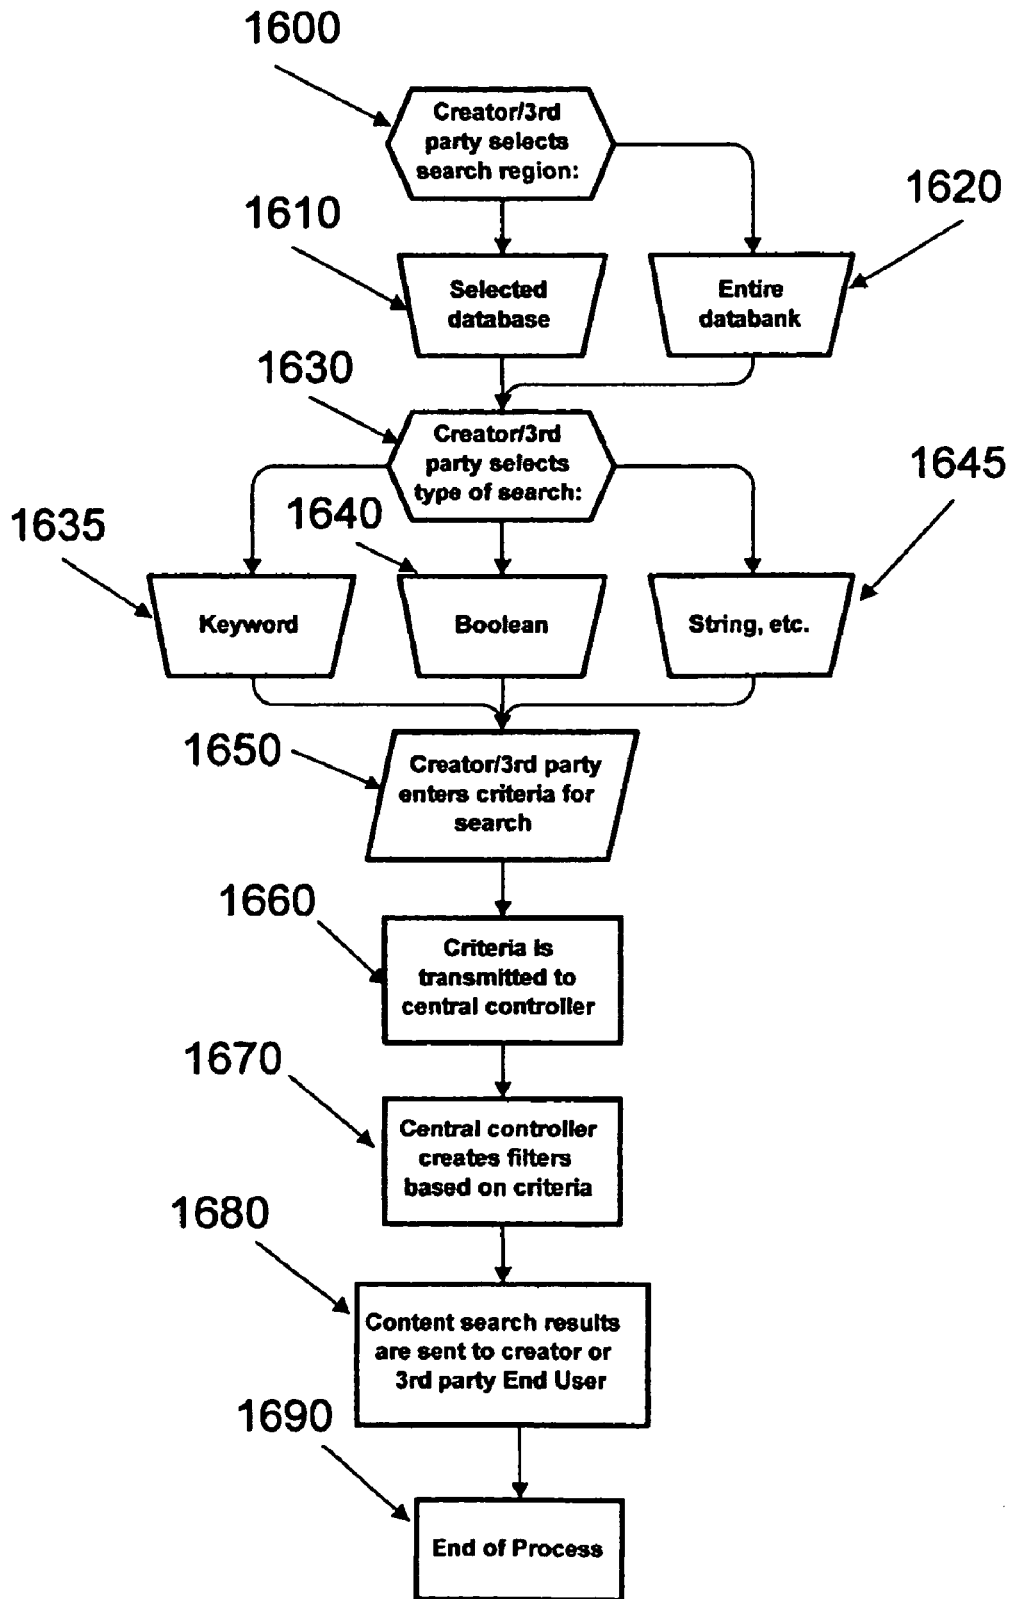 1600
Creator/3rd
party selects
search region:
1610
1620
Selected
database
Entire
databank
1630
Creator/3rd
party selects
type of search:
1645
1635
1640
Keyword
Boolean
String, etc.
1650
Creator/3rd party
enters criteria for
search
1660
Criteria is
transmitted to
central controller
1670
Central controller
creates filters
based on criteria
1680
Content search results
are sent to creator or
3rd party End User
1690
End of Process